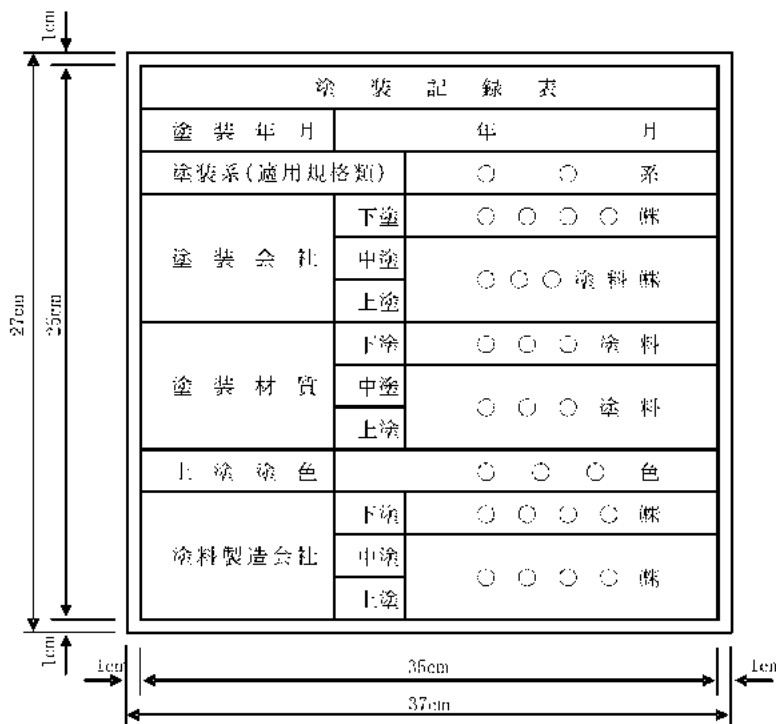 1cm
塗装記録表
塗装年月 年 月
塗装系(適用規格類) ○ ○ 系
塗装会社 下塗 ○○○○㈱
中塗
上塗 ○○○塗料㈱
塗装材質 下塗 ○○○塗料
中塗
上塗 ○○○塗料
上塗塗色 ○○○色
塗料製造会社 下塗 ○○○○㈱
中塗
上塗 ○○○○㈱
27cm
25cm
1cm
1cm 35cm 1cm
37cm